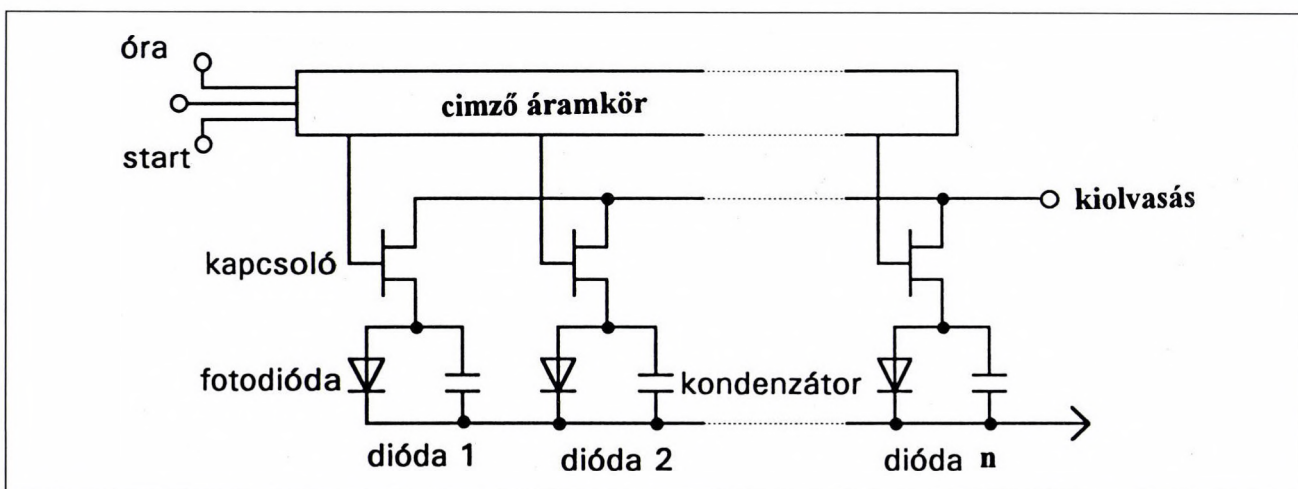 óra
cimző áramkör
start
kiolvasás
kapcsoló
fotodióda
kondenzátor
dióda 1
dióda 2
dióda n